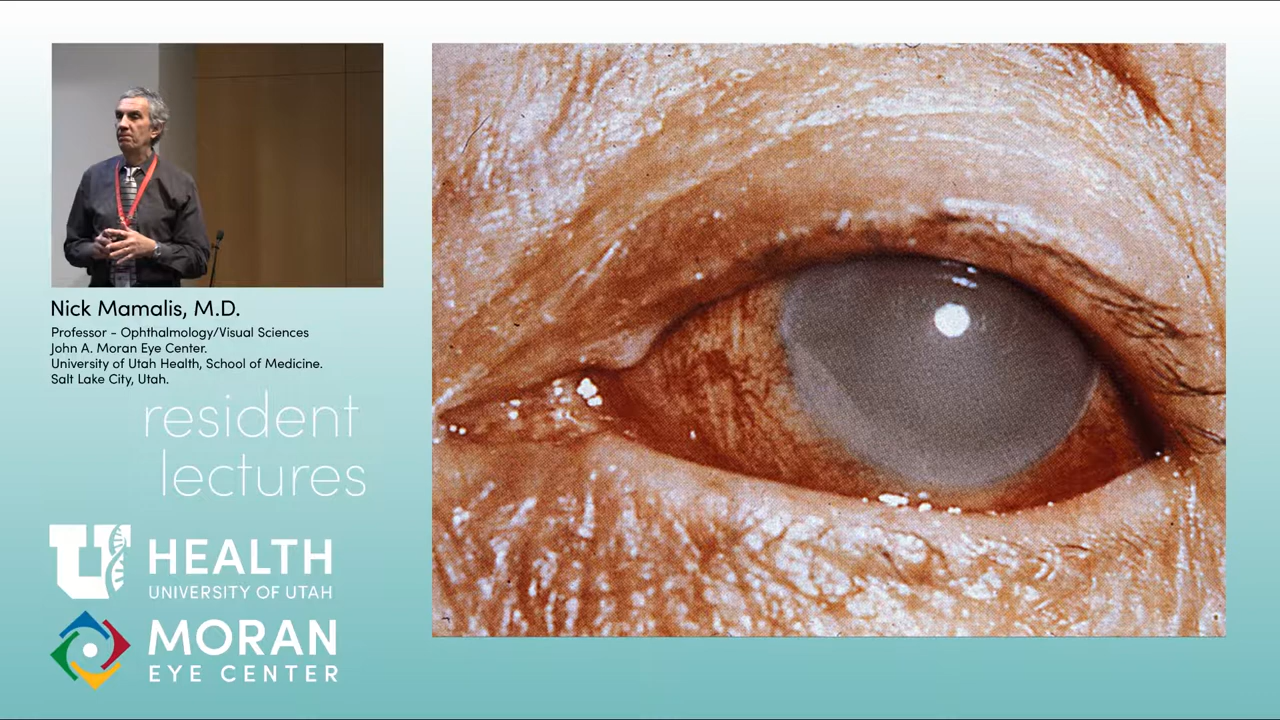 Nick Mamalis, M.D.
Professor - Ophthalmology/Visual Sciences
John A. Moran Eye Center.
University of Utah Health, School of Medicine.
Salt Lake City, Utah.
resident
lectures
U HEALTH
UNIVERSITY OF UTAH
MORAN
EYE CENTER